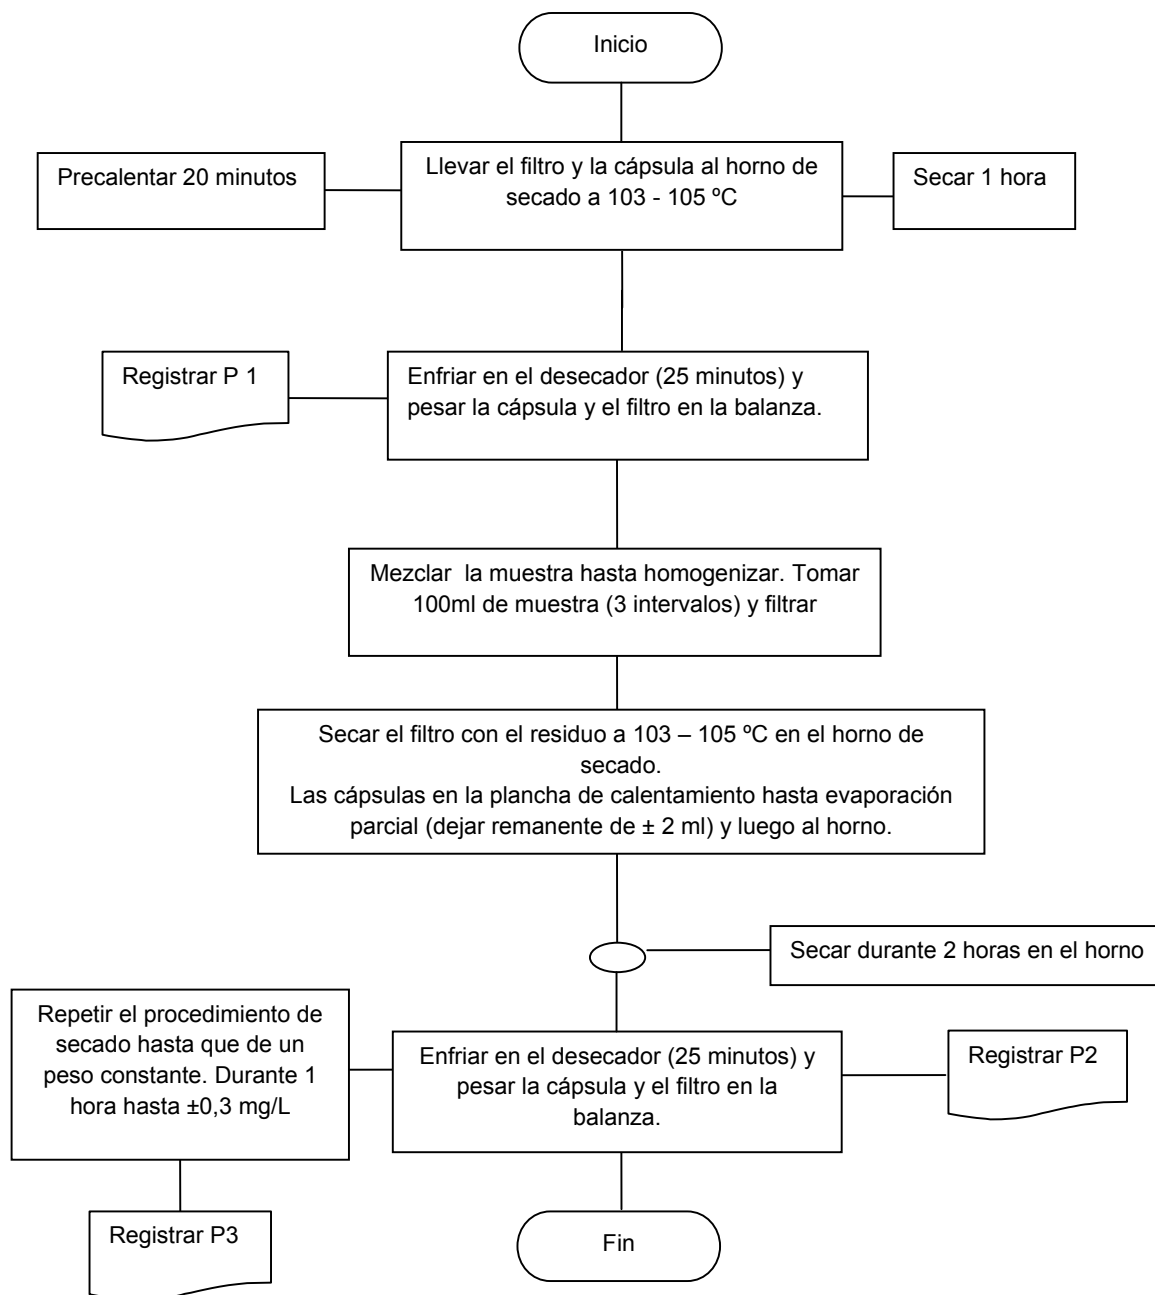 Inicio
Precalentar 20 minutos
Llevar el filtro y la cápsula al horno de
secado a 103 - 105 ºC
Secar 1 hora
Registrar P 1
Enfriar en el desecador (25 minutos) y
pesar la cápsula y el filtro en la balanza.
Mezclar  la muestra hasta homogenizar. Tomar
100ml de muestra (3 intervalos) y filtrar
Secar el filtro con el residuo a 103 – 105 ºC en el horno de
secado.
Las cápsulas en la plancha de calentamiento hasta evaporación
parcial (dejar remanente de ± 2 ml) y luego al horno.
Secar durante 2 horas en el horno
Repetir el procedimiento de
secado hasta que de un
peso constante. Durante 1
hora hasta ±0,3 mg/L
Enfriar en el desecador (25 minutos) y
pesar la cápsula y el filtro en la
balanza.
Registrar P2
Registrar P3
Fin